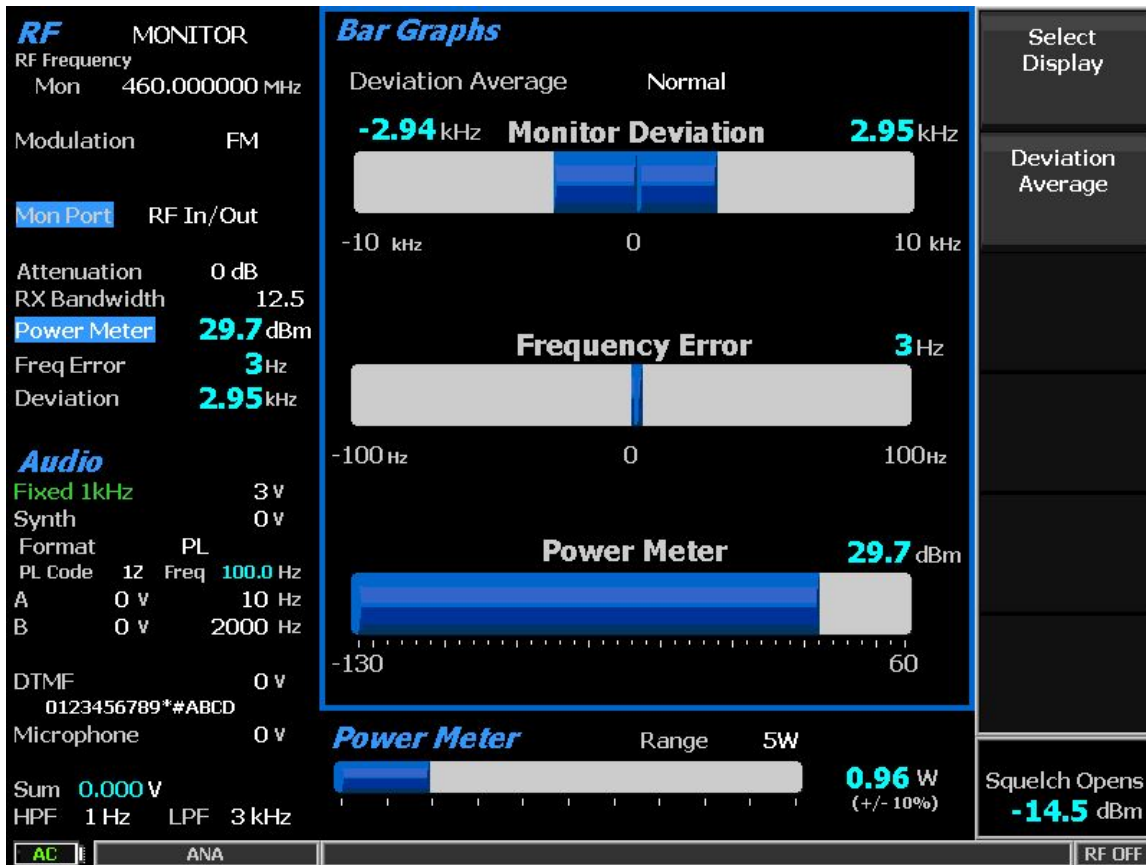 RF MONITOR
RF Frequency
Mon 460.000000 MHz
Modulation FM
Mon Port RF In/Out
Attenuation 0 dB
RX Bandwidth 12.5
Power Meter 29.7 dBm
Freq Error 3 Hz
Deviation 2.95 kHz
Audio
Fixed 1kHz 3 V
Synth 0 V
Format PL
PL Code 1Z Freq 100.0 Hz
A 0 V 10 Hz
B 0 V 2000 Hz
DTMF 0 V
0123456789*#ABCD
Microphone 0 V
Sum 0.000 V
HPF 1 Hz LPF 3 kHz
Bar Graphs
Deviation Average Normal
-2.94 kHz Monitor Deviation 2.95 kHz
-10 kHz 0 10 kHz
Frequency Error 3 Hz
-100 Hz 0 100Hz
Power Meter 29.7 dBm
-130 60
Power Meter Range 5W
0.96 W
(+/- 10%)
Select
Display
Deviation
Average
Squelch Opens
-14.5 dBm
AC ANA RF OFF